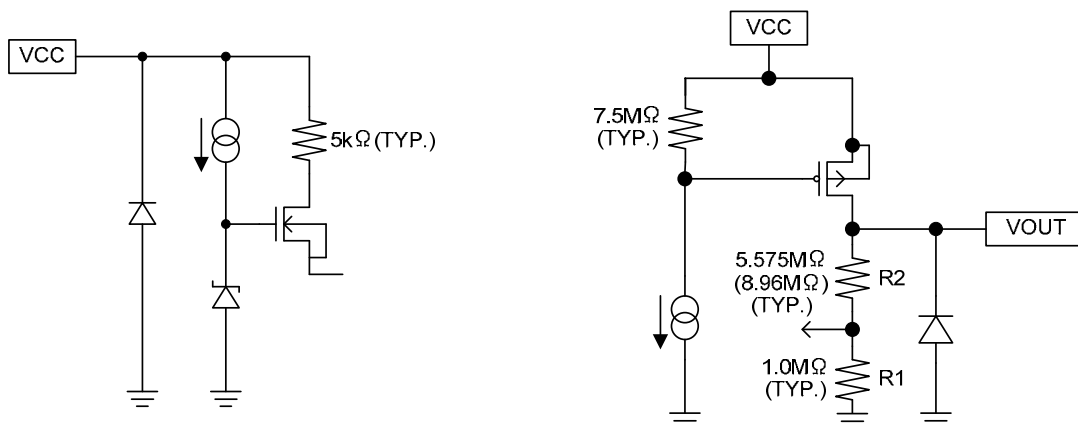 VCC
5kΩ (TYP.)
VCC
7.5MΩ
(TYP.)
VOUT
5.575MΩ
(8.96MΩ)
(TYP.)
R2
1.0MΩ
(TYP.)
R1